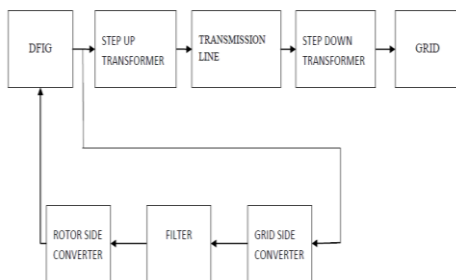 DFIG
STEP UP
TRANSFORMER
TRANSMISSION
LINE
STEP DOWN
TRANSFORMER
GRID
ROTOR SIDE
CONVERTER
FILTER
GRID SIDE
CONVERTER